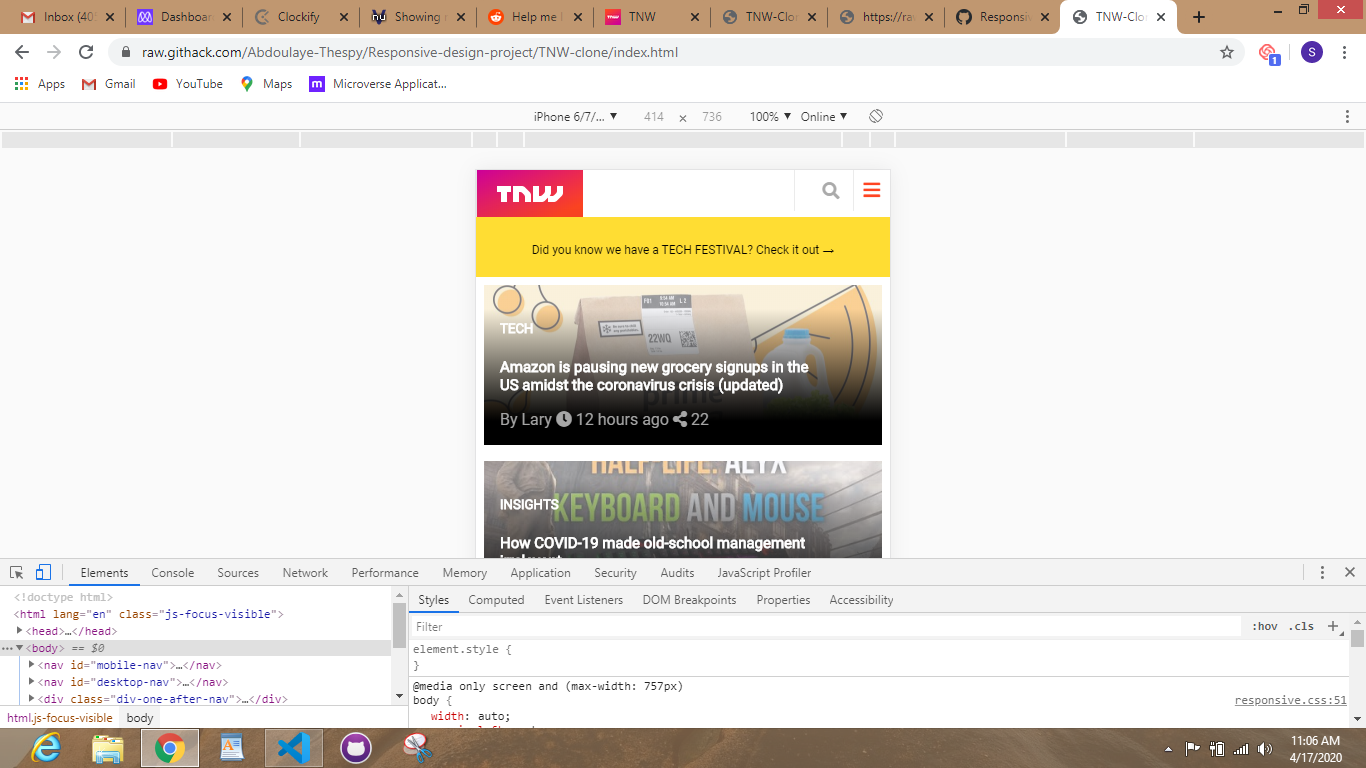 Inbox (40
Dashboar
Clockify
Showing
Help me
TNW
TNW-Clo
https://ra
Responsiv
TNW-Clo
raw.githack.com/Abdoulaye-Thespy/Responsive-design-project/TNW-clone/index.html
1
S
Apps
Gmail
YouTube
Maps
Microverse Applicat...
iPhone 6/7/... ▼ 414 × 736 100% ▼ Online ▼
TNW
Did you know we have a TECH FESTIVAL? Check it out →
22WQ
TECH
Amazon is pausing new grocery signups in the
US amidst the coronavirus crisis (updated)
prime
By Lary 12 hours ago 22
HALF LIFE: ALYX
KEYBOARD AND MOUSE
INSIGHTS
How COVID-19 made old-school management
Elements Console Sources Network Performance Memory Application Security Audits JavaScript Profiler
<!doctype html>
<html lang="en" class="js-focus-visible">
<head>…</head>
<body> == $0
<nav id="mobile-nav">…</nav>
<nav id="desktop-nav">…</nav>
<div class="div-one-after-nav">…</div>
html.js-focus-visible body
Styles Computed Event Listeners DOM Breakpoints Properties Accessibility
Filter
:hov .cls +
element.style {
}
@media only screen and (max-width: 757px)
body {
responsive.css:51
width: auto;
11:06 AM
4/17/2020